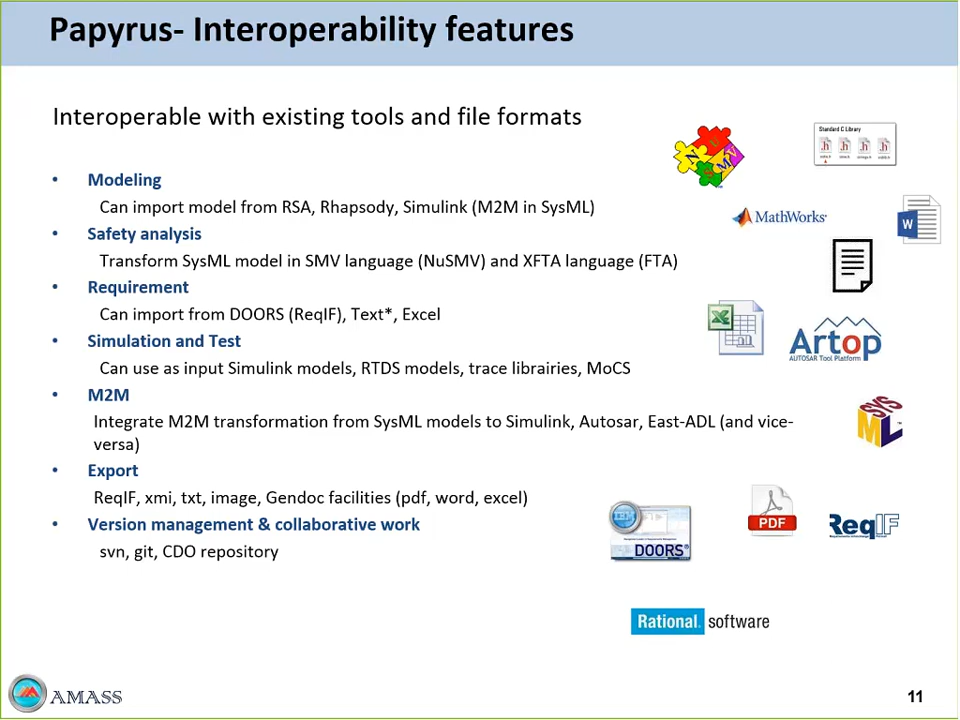 Papyrus- Interoperability features
Interoperable with existing tools and file formats
• Modeling
Can import model from RSA, Rhapsody, Simulink (M2M in SysML)
• Safety analysis
Transform SysML model in SMV language (NuSMV) and XFTA language (FTA)
• Requirement
Can import from DOORS (ReqIF), Text*, Excel
• Simulation and Test
Can use as input Simulink models, RTDS models, trace librairies, MoCS
• M2M
Integrate M2M transformation from SysML models to Simulink, Autosar, East-ADL (and vice-
versa)
• Export
ReqIF, xmi, txt, image, Gendoc facilities (pdf, word, excel)
• Version management & collaborative work
svn, git, CDO repository
N U S M V
Standard C Library
.h .h .h .h
MathWorks
W
X
Artop
AUTOSAR Tool Platform
SYS
ML™
IBM
DOORS®
PDF
ReqIF
Rational. software
AMASS
11